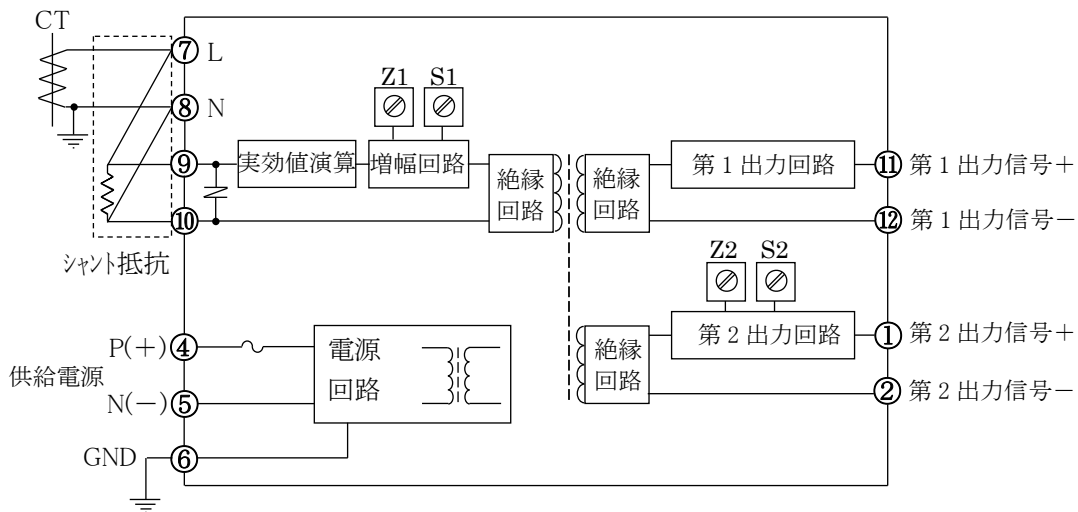 CT
⑦ L
⑧ N
Z1 S1
⑨ 実効値演算 増幅回路
絶縁
回路
絶縁
回路
第1出力回路
⑪ 第1出力信号+
⑩
⑫ 第1出力信号-
シャント抵抗
Z2 S2
供給電源
P(+) ④
N(-) ⑤
GND ⑥
電源
回路
絶縁
回路
第2出力回路
① 第2出力信号+
② 第2出力信号-